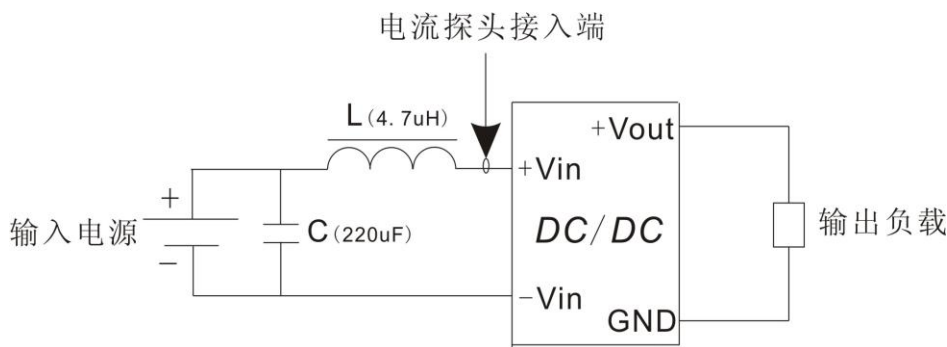 电流探头接入端
L(4.7uH)
+Vout
+Vin
+
输入电源
C(220uF)
DC/DC
输出负载
−
−Vin
GND